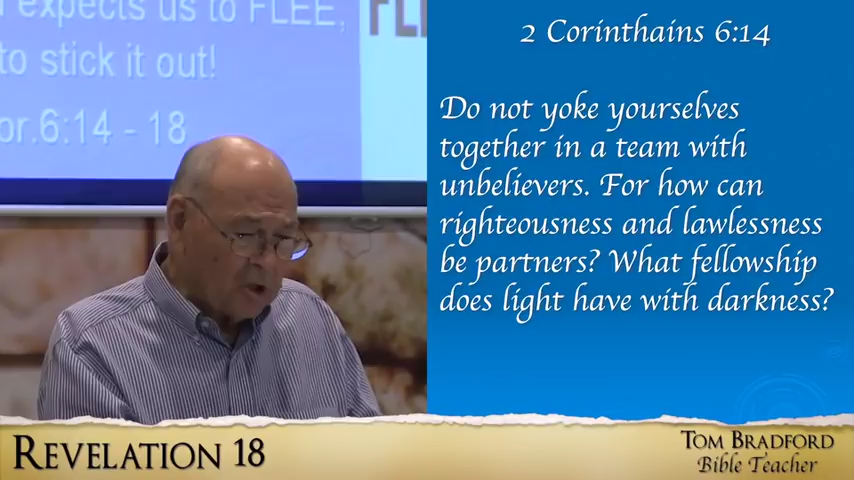 expects us to FLEE,
to stick it out!
or.6:14 - 18
2 Corinthains 6:14
Do not yoke yourselves
together in a team with
unbelievers. For how can
righteousness and lawlessness
be partners? What fellowship
does light have with darkness?
REVELATION 18
TOM BRADFORD
Bible Teacher